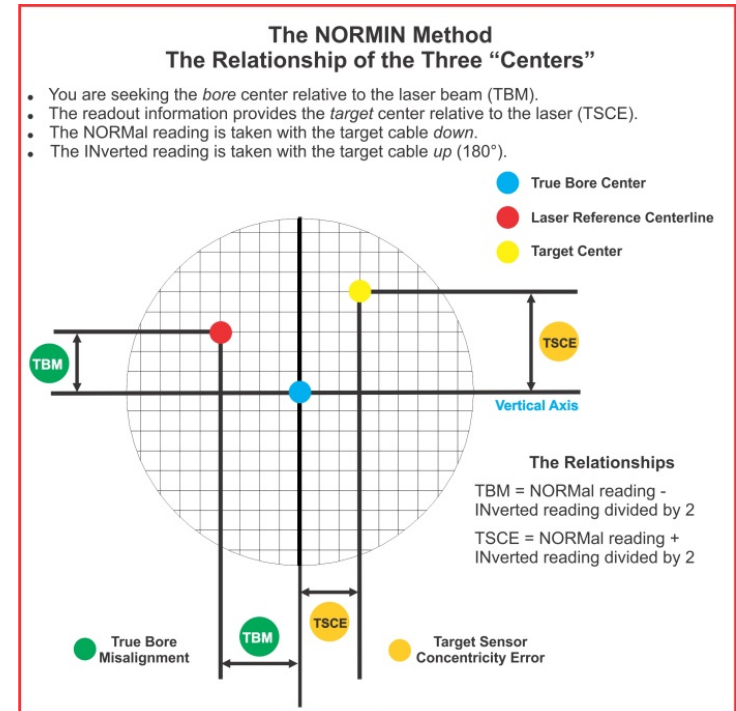 The NORMIN Method
The Relationship of the Three “Centers”
• You are seeking the bore center relative to the laser beam (TBM).
• The readout information provides the target center relative to the laser (TSCE).
• The NORMal reading is taken with the target cable down.
• The INverted reading is taken with the target cable up (180°).
True Bore Center
Laser Reference Centerline
Target Center
TBM
TSCE
Vertical Axis
The Relationships
TBM = NORMal reading -
INverted reading divided by 2
TSCE = NORMal reading +
INverted reading divided by 2
TBM
TSCE
True Bore
Misalignment
Target Sensor
Concentricity Error